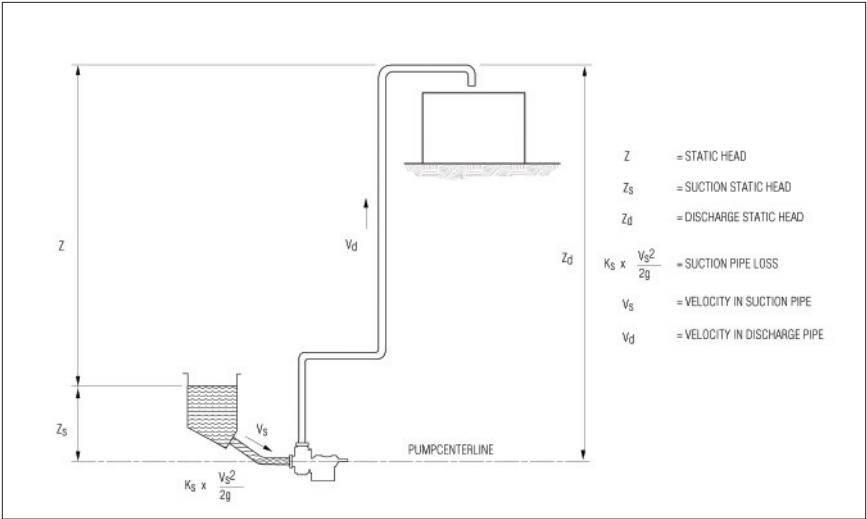 Z = STATIC HEAD
Zs = SUCTION STATIC HEAD
Zd = DISCHARGE STATIC HEAD
Ks x Vs2/2g = SUCTION PIPE LOSS
Vs = VELOCITY IN SUCTION PIPE
Vd = VELOCITY IN DISCHARGE PIPE
Z
Vd
Zd
Zs
Vs
PUMPCENTERLINE
Ks x Vs2/2g